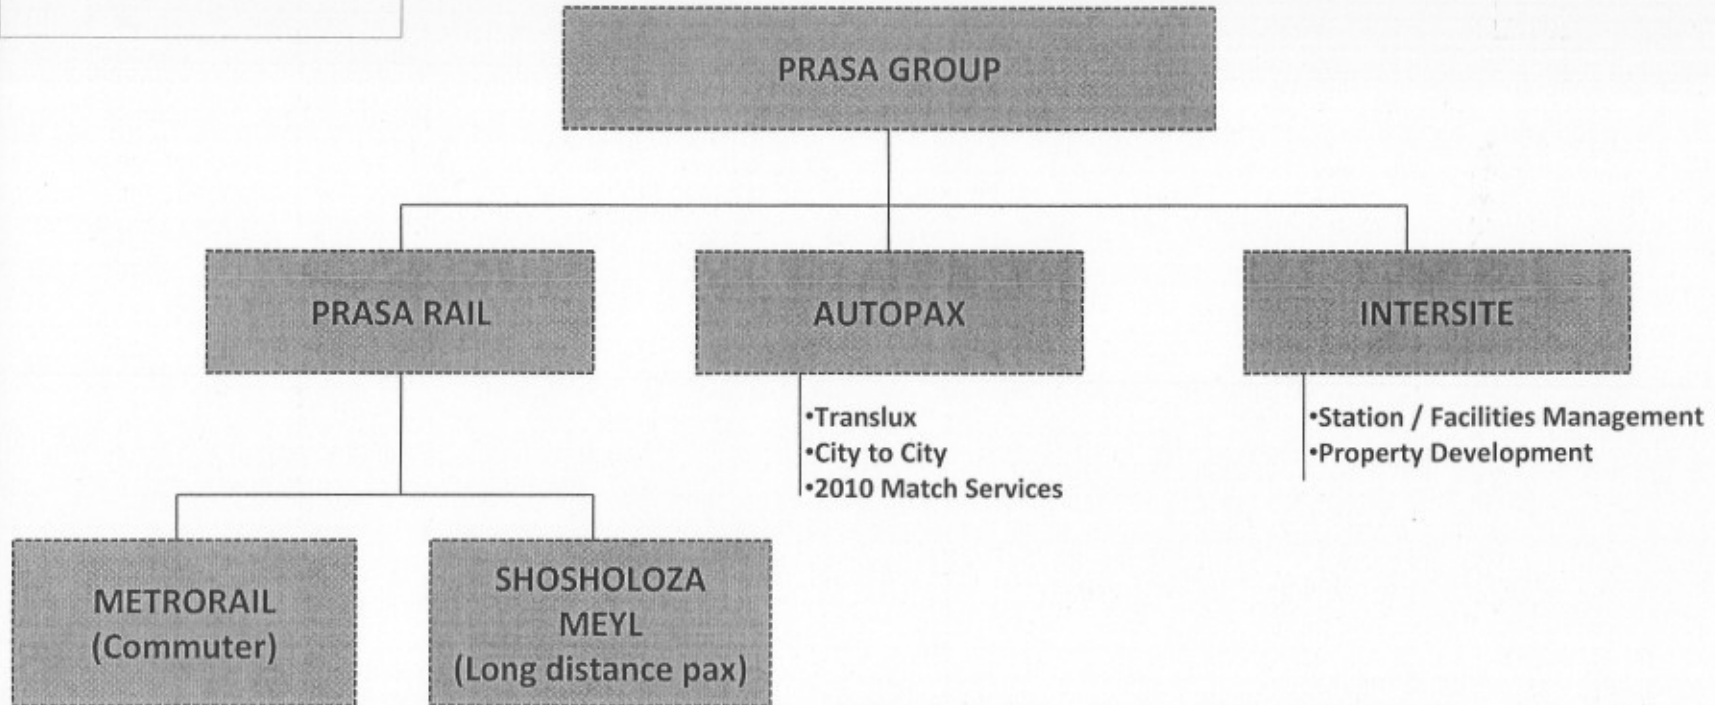 PRASA GROUP
PRASA RAIL
AUTOPAX
INTERSITE
•Translux
•City to City
•2010 Match Services
•Station / Facilities Management
•Property Development
METRORAIL
(Commuter)
SHOSHOLOZA
MEYL
(Long distance pax)